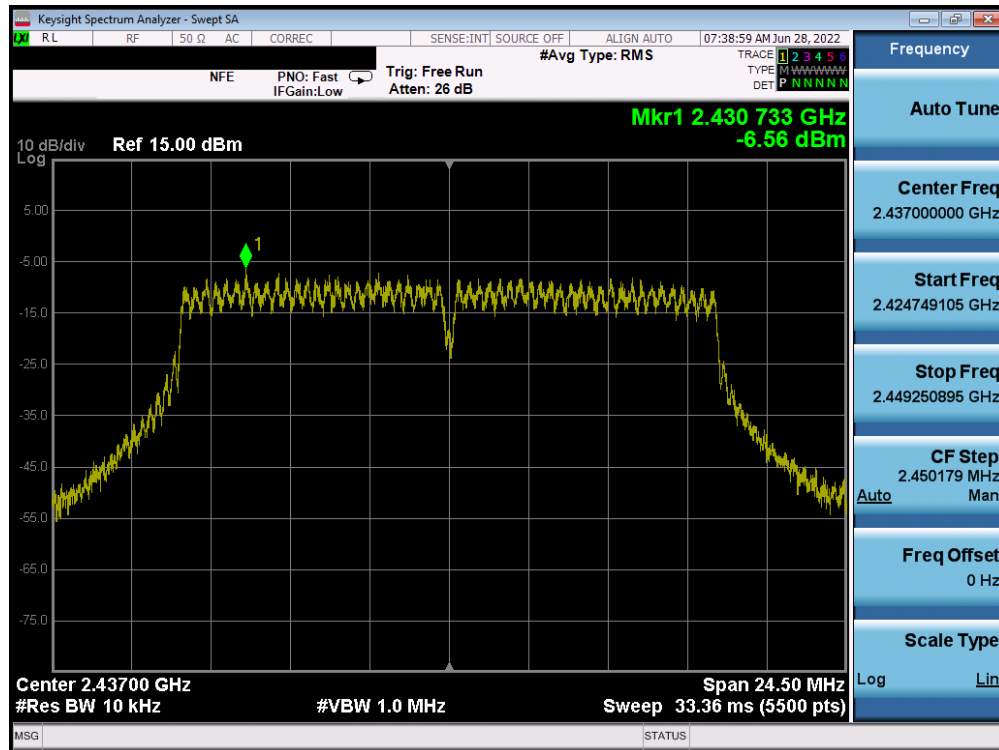 Keysight Spectrum Analyzer - Swept SA
LXI RL RF 50 Ω AC CORREC SENSE:INT SOURCE OFF ALIGN AUTO 07:38:59 AM Jun 28, 2022
#Avg Type: RMS
TRACE 1 2 3 4 5 6
TYPE M WWWWW
DET P N N N N N
NFE
PNO: Fast
IFGain:Low
Trig: Free Run
Atten: 26 dB
Mkr1 2.430 733 GHz
-6.56 dBm
10 dB/div Ref 15.00 dBm
Log
1
5.00
-5.00
-15.0
-25.0
-35.0
-45.0
-55.0
-65.0
-75.0
Center 2.43700 GHz Span 24.50 MHz
#Res BW 10 kHz #VBW 1.0 MHz Sweep 33.36 ms (5500 pts)
MSG STATUS
Frequency
Auto Tune
Center Freq
2.437000000 GHz
Start Freq
2.424749105 GHz
Stop Freq
2.449250895 GHz
CF Step
2.450179 MHz
Auto Man
Freq Offset
0 Hz
Scale Type
Log Lin